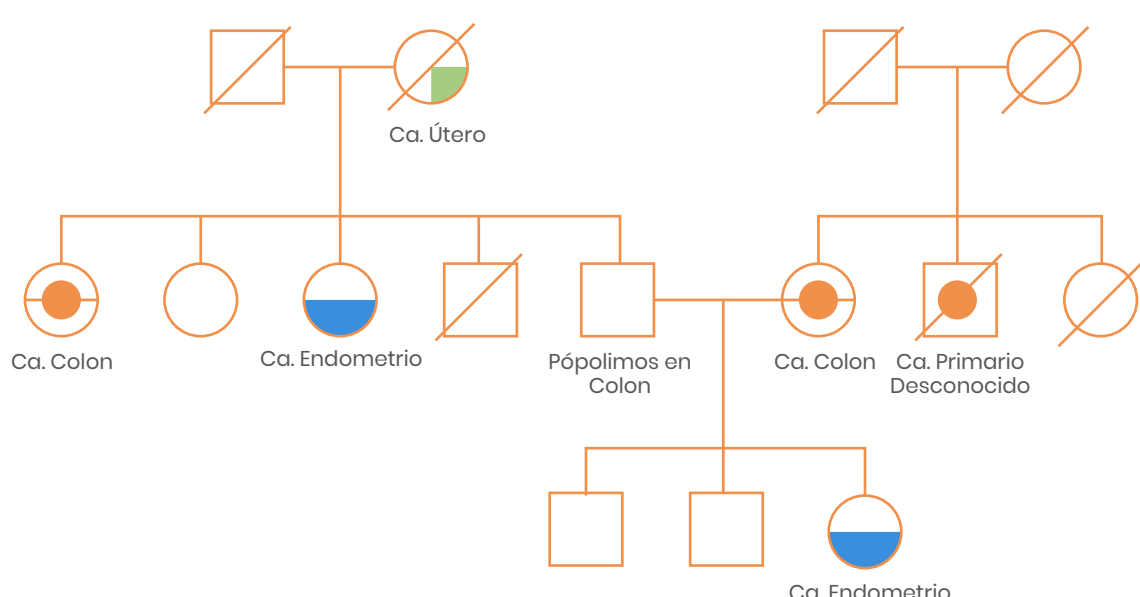 Ca. Útero
Ca. Colon
Ca. Endometrio
Pópolimos en
Colon
Ca. Colon
Ca. Primario
Desconocido
Ca. Endometrio